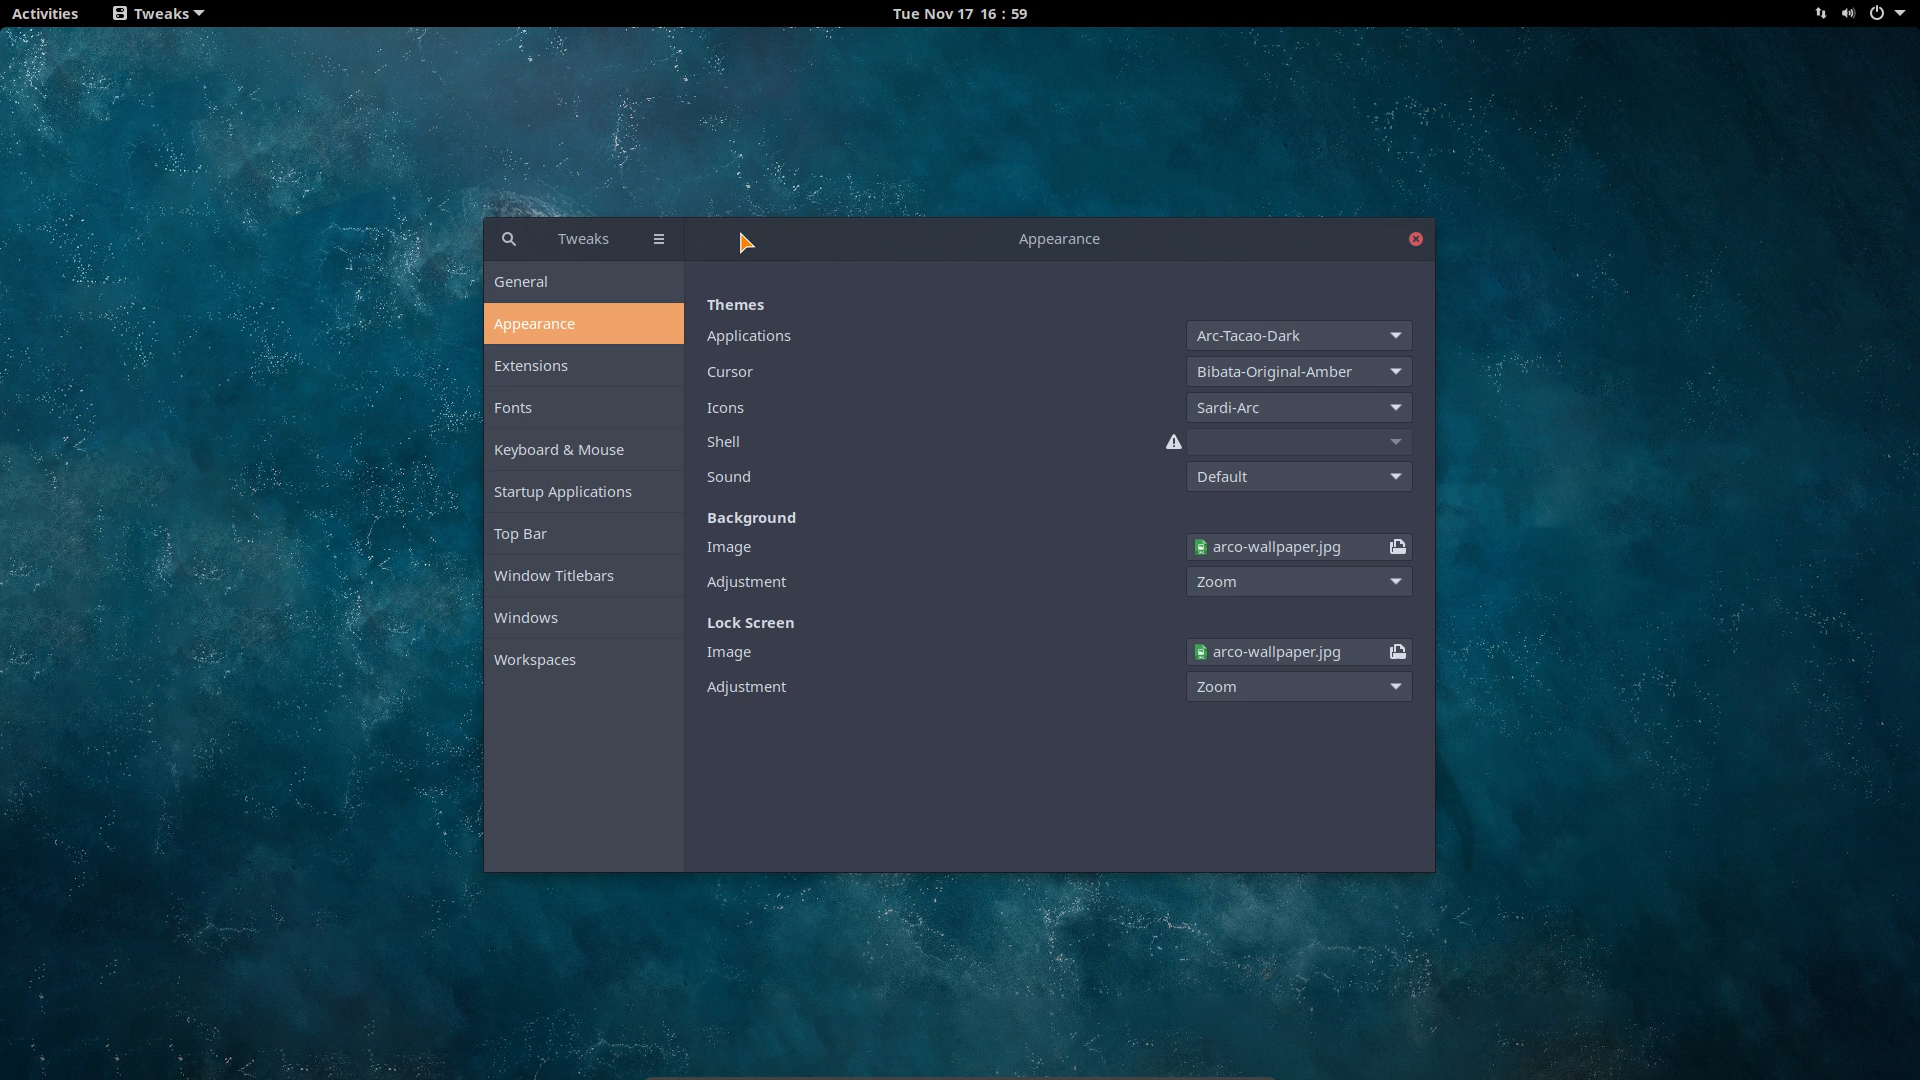 Activities Tweaks Tue Nov 17 16 : 59
Tweaks Appearance
General
Appearance
Extensions
Fonts
Keyboard & Mouse
Startup Applications
Top Bar
Window Titlebars
Windows
Workspaces
Themes
Applications Arc-Tacao-Dark
Cursor Bibata-Original-Amber
Icons Sardi-Arc
Shell
Sound Default
Background
Image arco-wallpaper.jpg
Adjustment Zoom
Lock Screen
Image arco-wallpaper.jpg
Adjustment Zoom